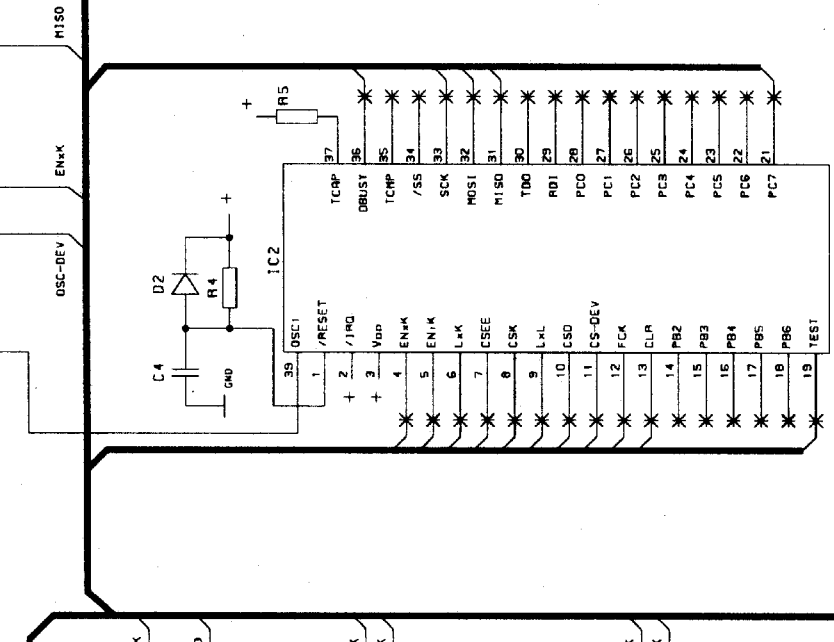 MISO
ENxK
OSC-DEV
+
R5
37
36
35
34
33
32
31
30
29
28
27
26
25
24
23
22
21
TCAP
DBUSY
TCMP
/SS
SCK
MOSI
MISO
TDO
RDI
PC0
PC1
PC2
PC3
PC4
PC5
PC6
PC7
+
D2
R4
C4
GND
IC2
OSC1
/RESET
/IRQ
VDD
ENxK
LxK
CSEE
CSK
LxL
CSD
CS-DEV
FCK
CLR
PB2
PB3
PB4
PB5
PB6
TEST
39
1
2
3
4
5
6
7
8
9
10
11
12
13
14
15
16
17
18
19
+
+